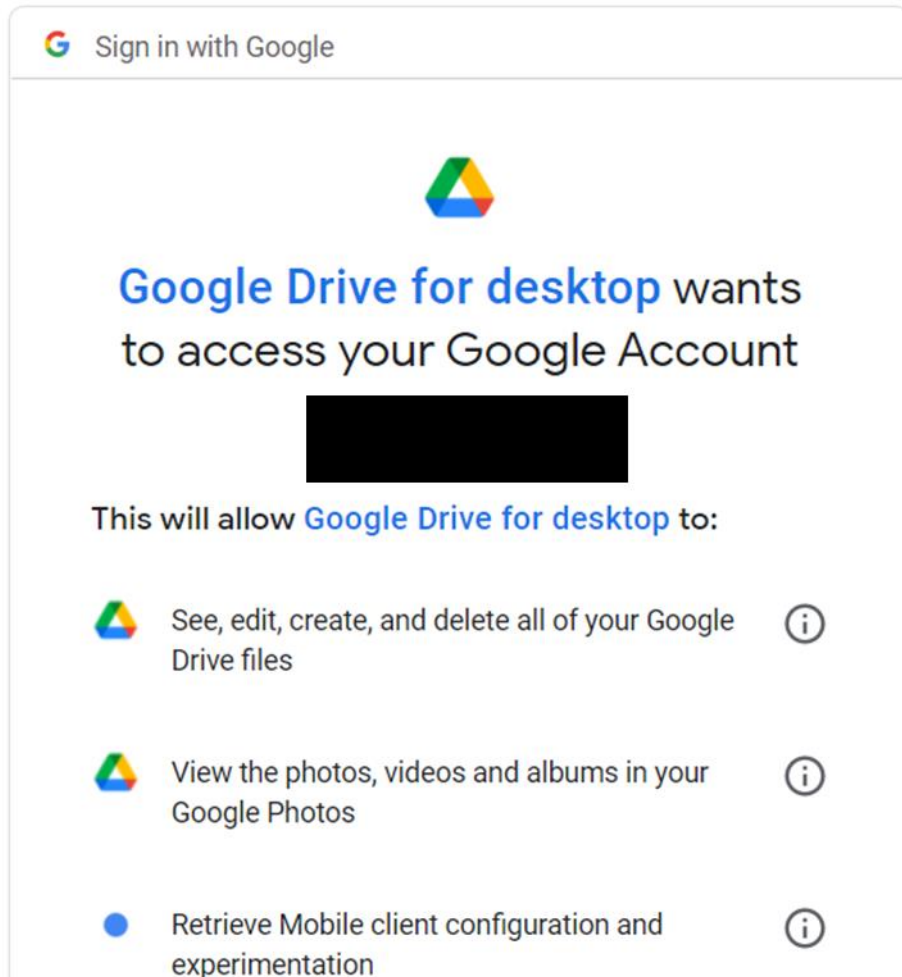 Sign in with Google
Google Drive for desktop wants
to access your Google Account
This will allow Google Drive for desktop to:
See, edit, create, and delete all of your Google
Drive files
View the photos, videos and albums in your
Google Photos
Retrieve Mobile client configuration and
experimentation